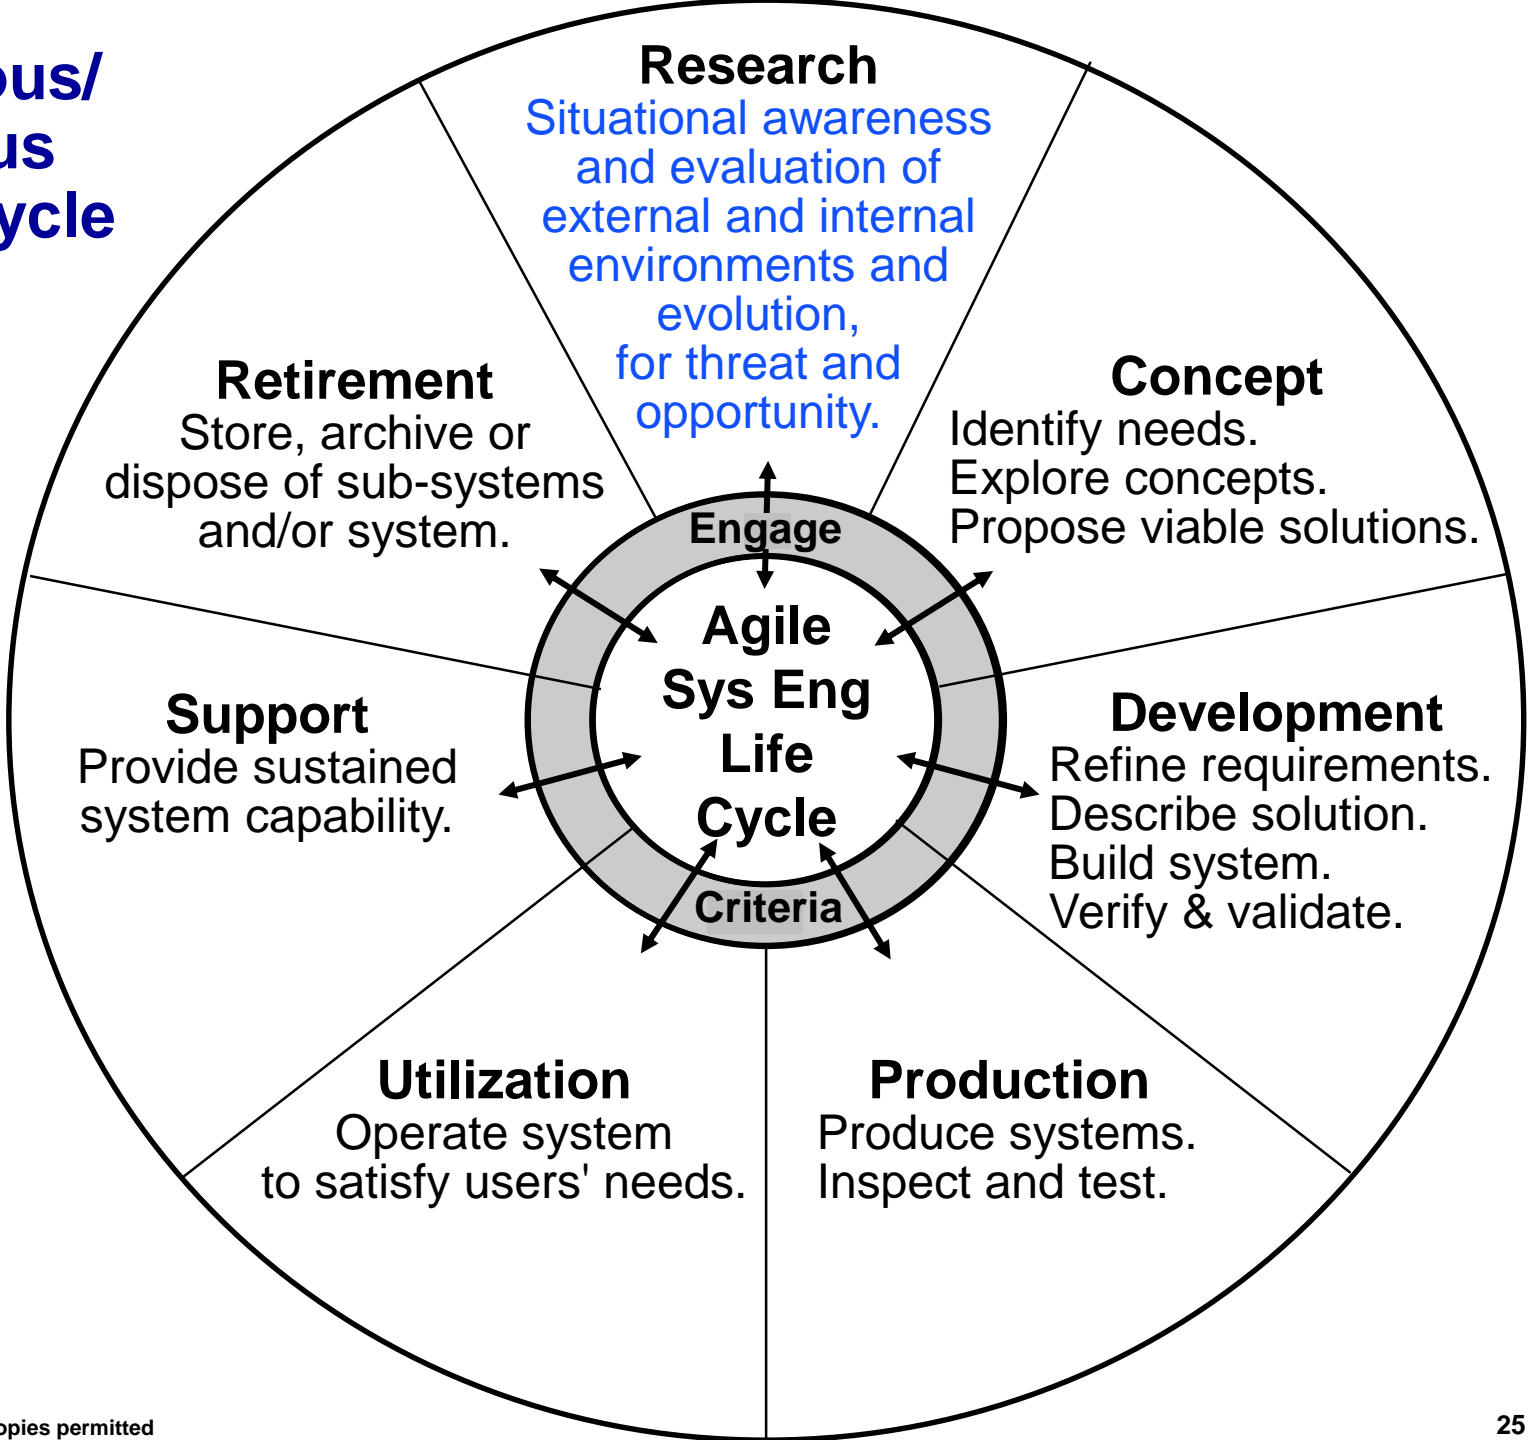 ous/
us
ycle
Research
Situational awareness
and evaluation of
external and internal
environments and
evolution,
for threat and
opportunity.
Concept
Identify needs.
Explore concepts.
Propose viable solutions.
Development
Refine requirements.
Describe solution.
Build system.
Verify & validate.
Production
Produce systems.
Inspect and test.
Utilization
Operate system
to satisfy users' needs.
Support
Provide sustained
system capability.
Retirement
Store, archive or
dispose of sub-systems
and/or system.
Engage
Agile
Sys Eng
Life
Cycle
Criteria
opies permitted
25